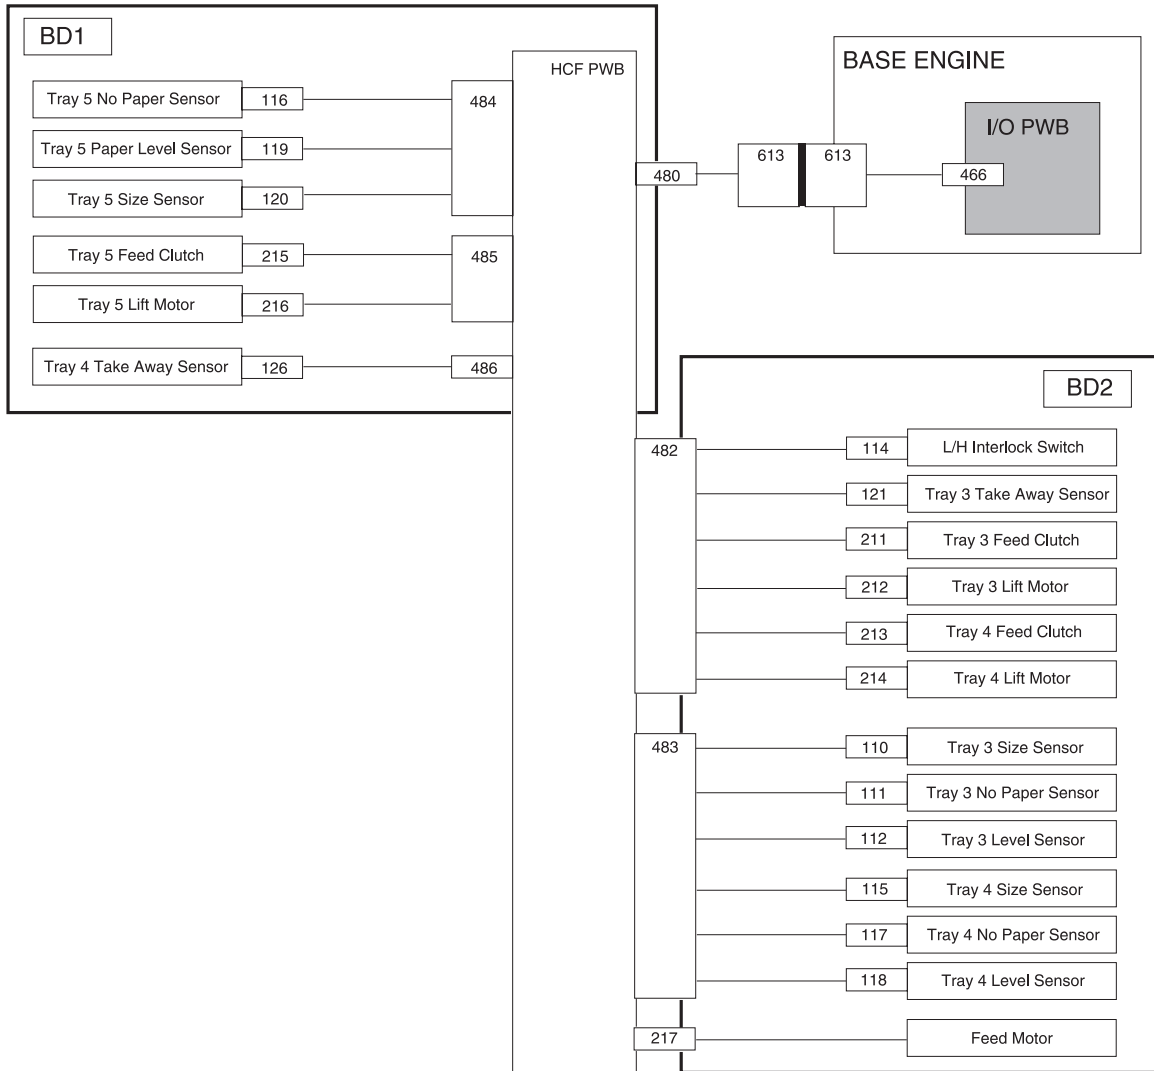 BD1
HCF PWB
Tray 5 No Paper Sensor 116 484
Tray 5 Paper Level Sensor 119
Tray 5 Size Sensor 120
Tray 5 Feed Clutch 215 485
Tray 5 Lift Motor 216
Tray 4 Take Away Sensor 126 486
BASE ENGINE
I/O PWB
480 613 613 466
BD2
482 114 L/H Interlock Switch
121 Tray 3 Take Away Sensor
211 Tray 3 Feed Clutch
212 Tray 3 Lift Motor
213 Tray 4 Feed Clutch
214 Tray 4 Lift Motor
483 110 Tray 3 Size Sensor
111 Tray 3 No Paper Sensor
112 Tray 3 Level Sensor
115 Tray 4 Size Sensor
117 Tray 4 No Paper Sensor
118 Tray 4 Level Sensor
217 Feed Motor